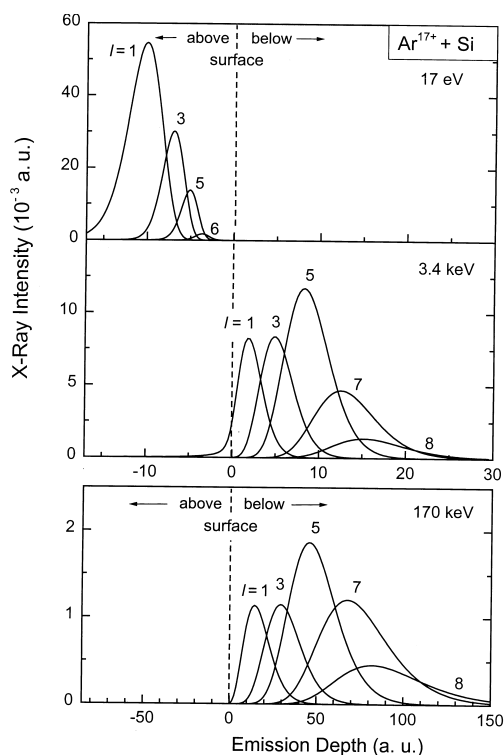 60
← above below →
surface
Ar¹⁷⁺ + Si
17 eV
l = 1
3
5
6
40
20
0
X-Ray Intensity (10⁻³ a. u.)
3.4 keV
10
5
0
l = 1
3
5
7
8
-10 0 10 20 30
← above below →
surface
170 keV
2
1
0
l = 1
3
5
7
8
-50 0 50 100 150
Emission Depth (a. u.)